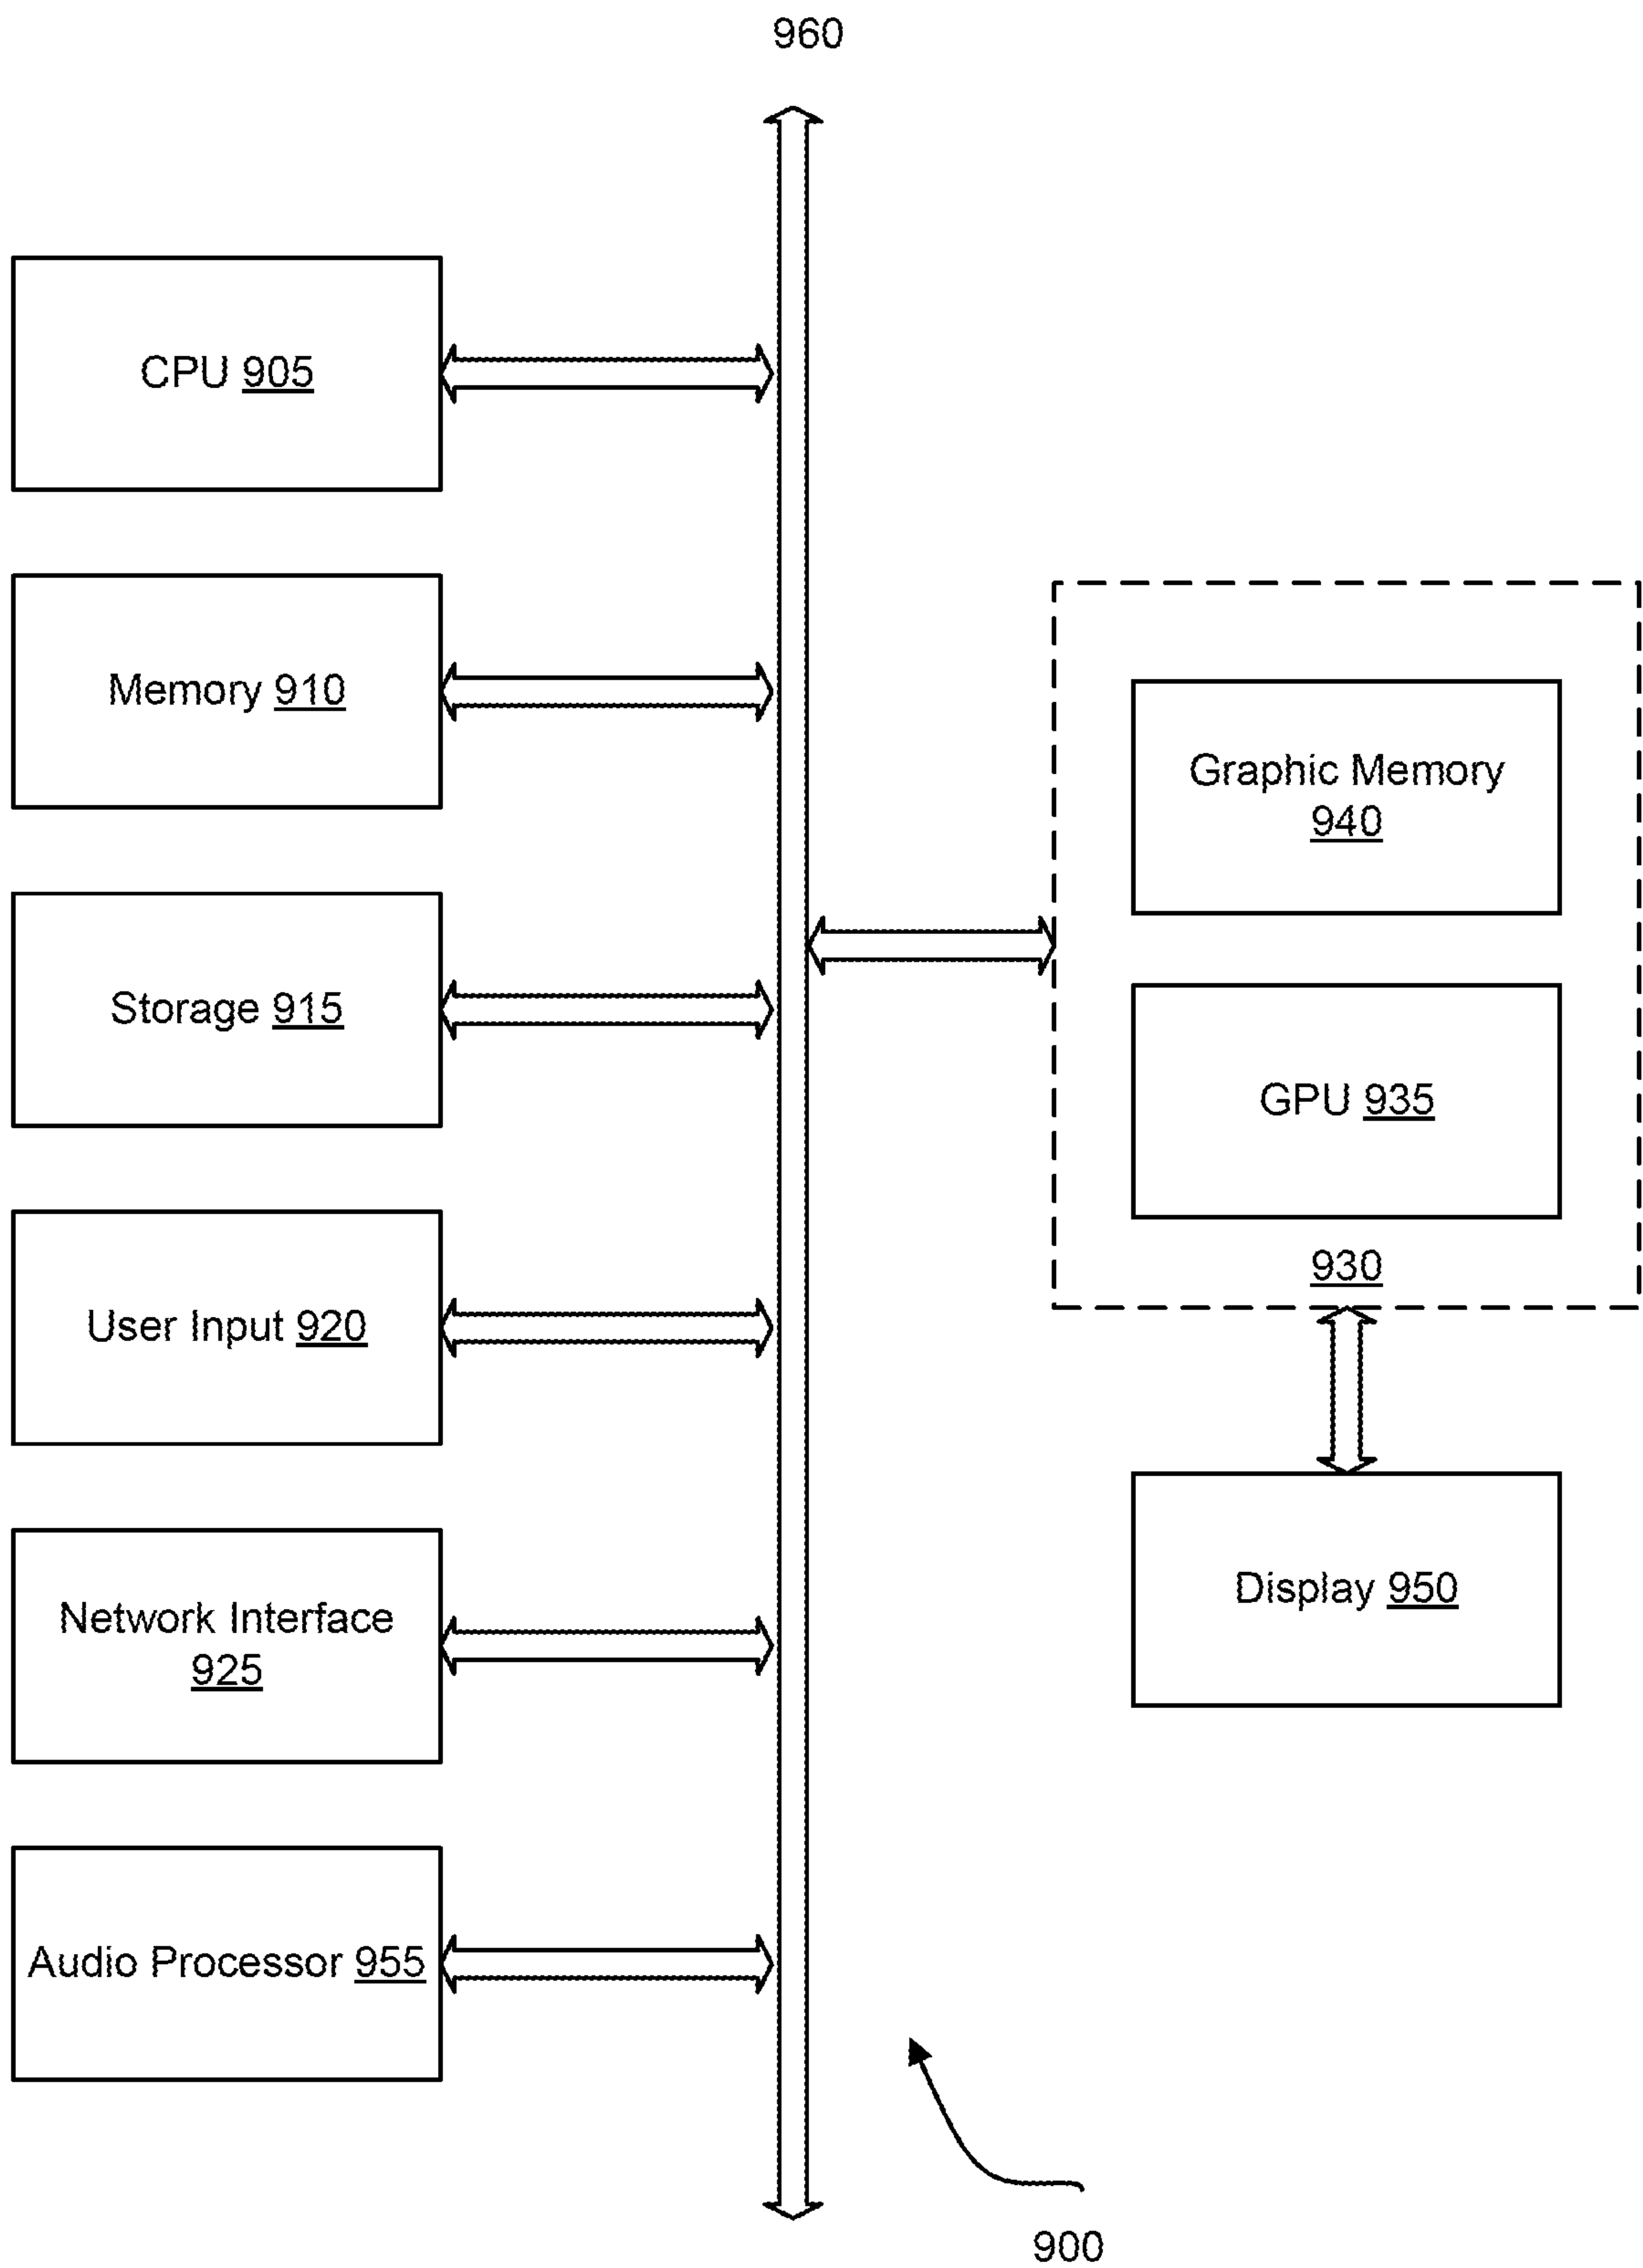 960
CPU 905
Memory 910
Storage 915
User Input 920
Network Interface
925
Audio Processor 955
Graphic Memory
940
GPU 935
930
Display 950
900